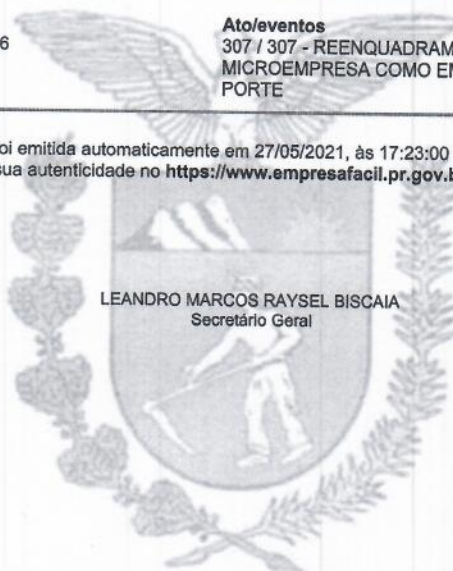 6
Ato/eventos
307 / 307 - REENQUADRAM
MICROEMPRESA COMO EM
PORTE
oi emitida automaticamente em 27/05/2021, às 17:23:00
sua autenticidade no https://www.empresafacil.pr.gov.b
LEANDRO MARCOS RAYSEL BISCAIA
Secretário Geral